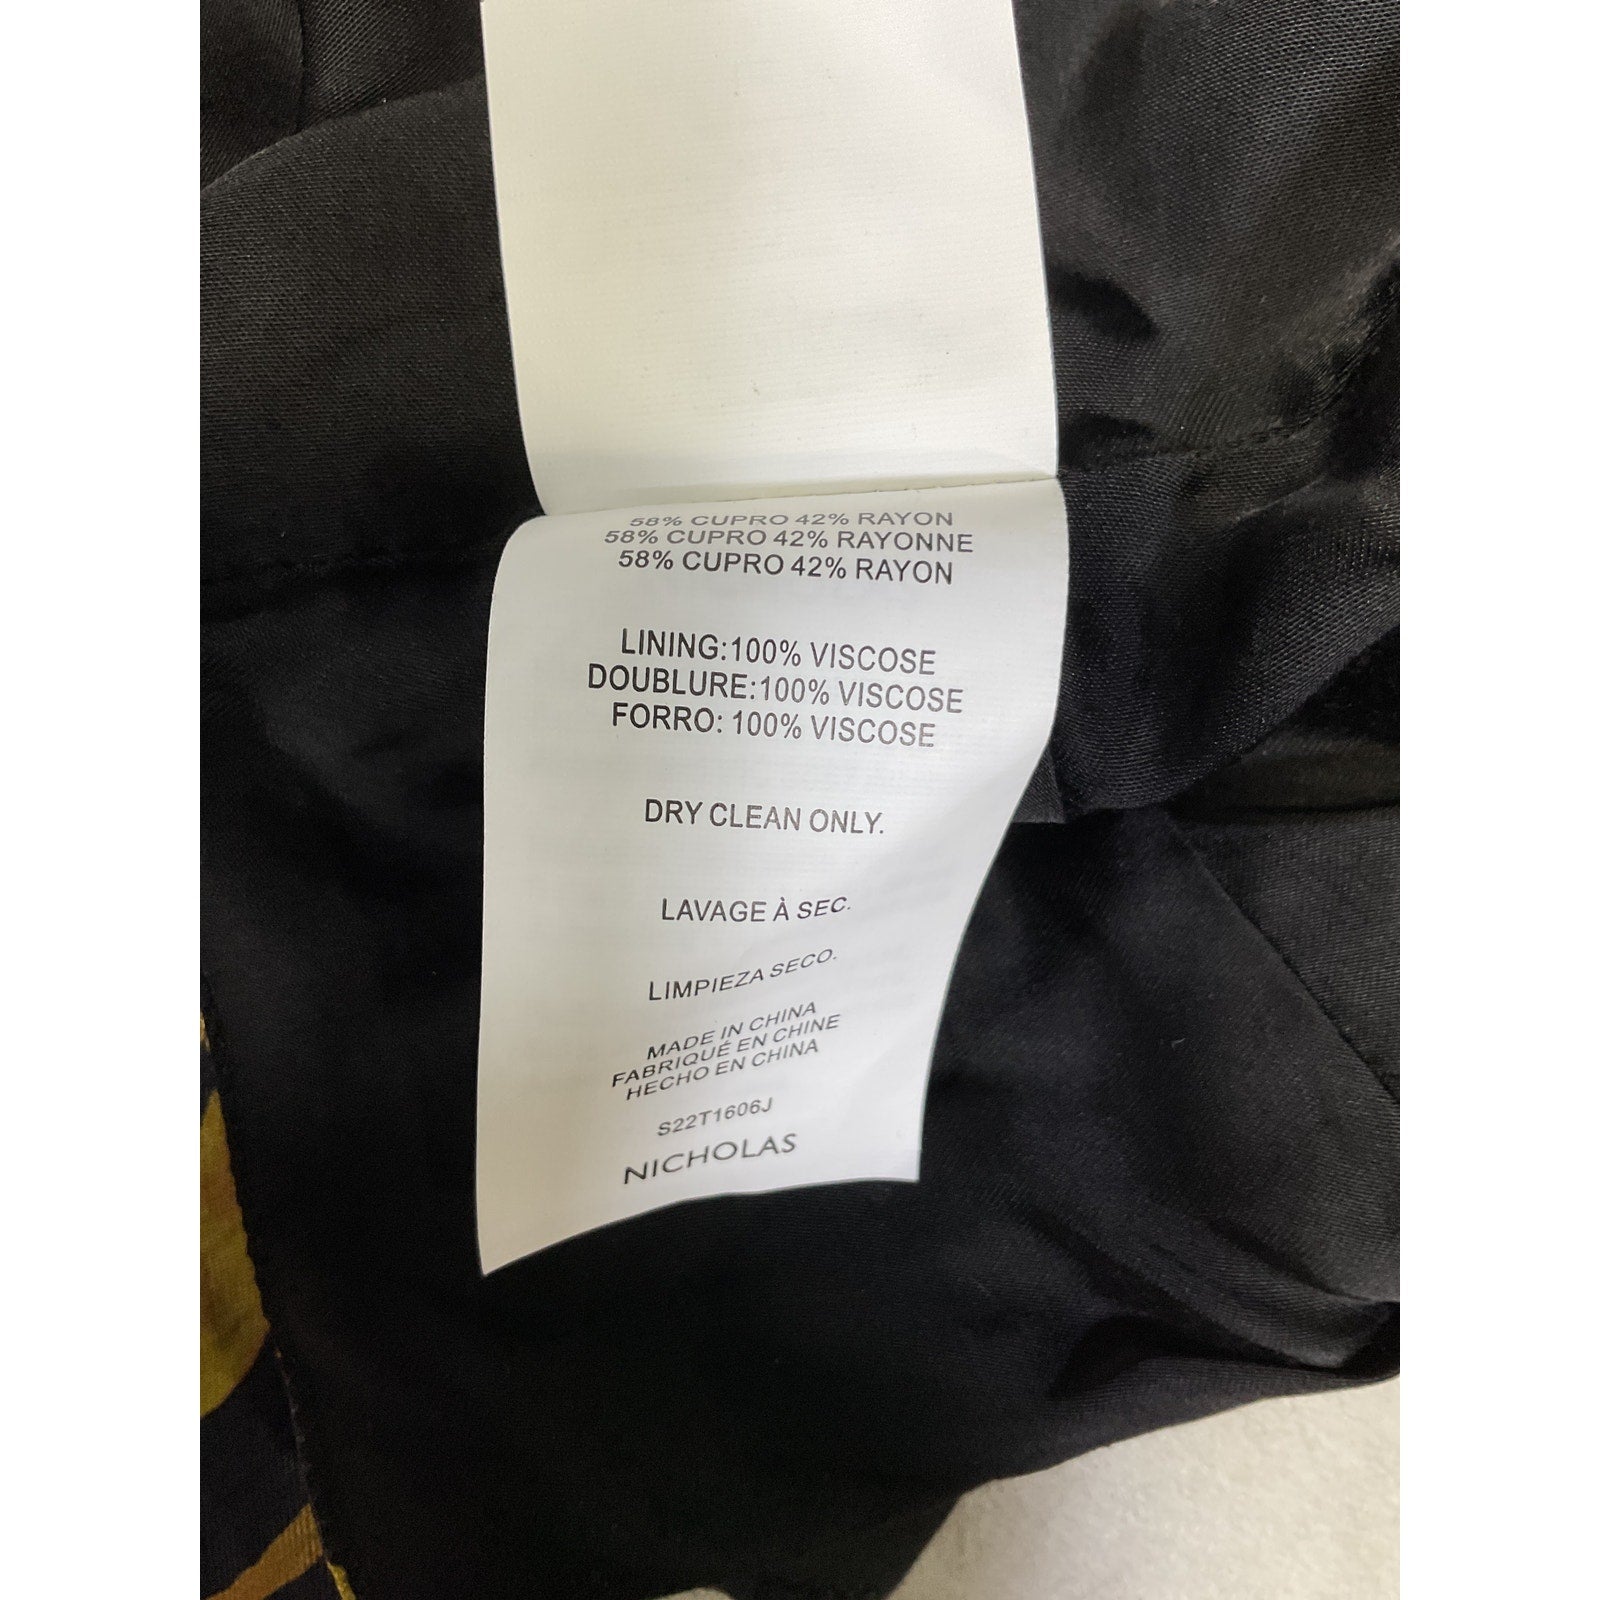 58% CUPRO 42% RAYON
58% CUPRO 42% RAYONNE
58% CUPRO 42% RAYON
LINING:100% VISCOSE
DOUBLURE:100% VISCOSE
FORRO: 100% VISCOSE
DRY CLEAN ONLY.
LAVAGE À SEC.
LIMPIEZA SECO.
MADE IN CHINA
FABRIQUÉ EN CHINE
HECHO EN CHINA
S22T1606J
NICHOLAS